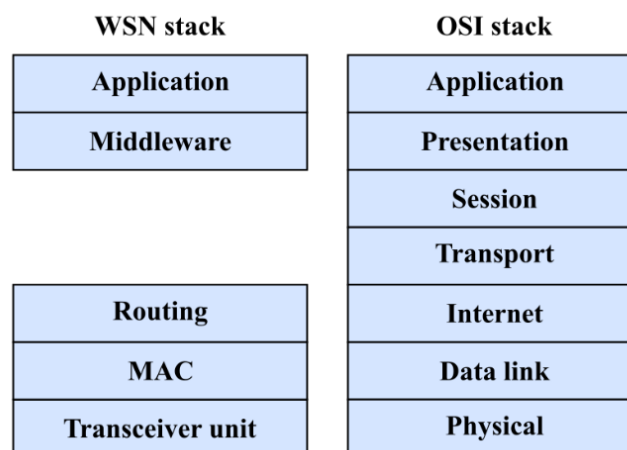 WSN stack
Application
Middleware
Routing
MAC
Transceiver unit
OSI stack
Application
Presentation
Session
Transport
Internet
Data link
Physical